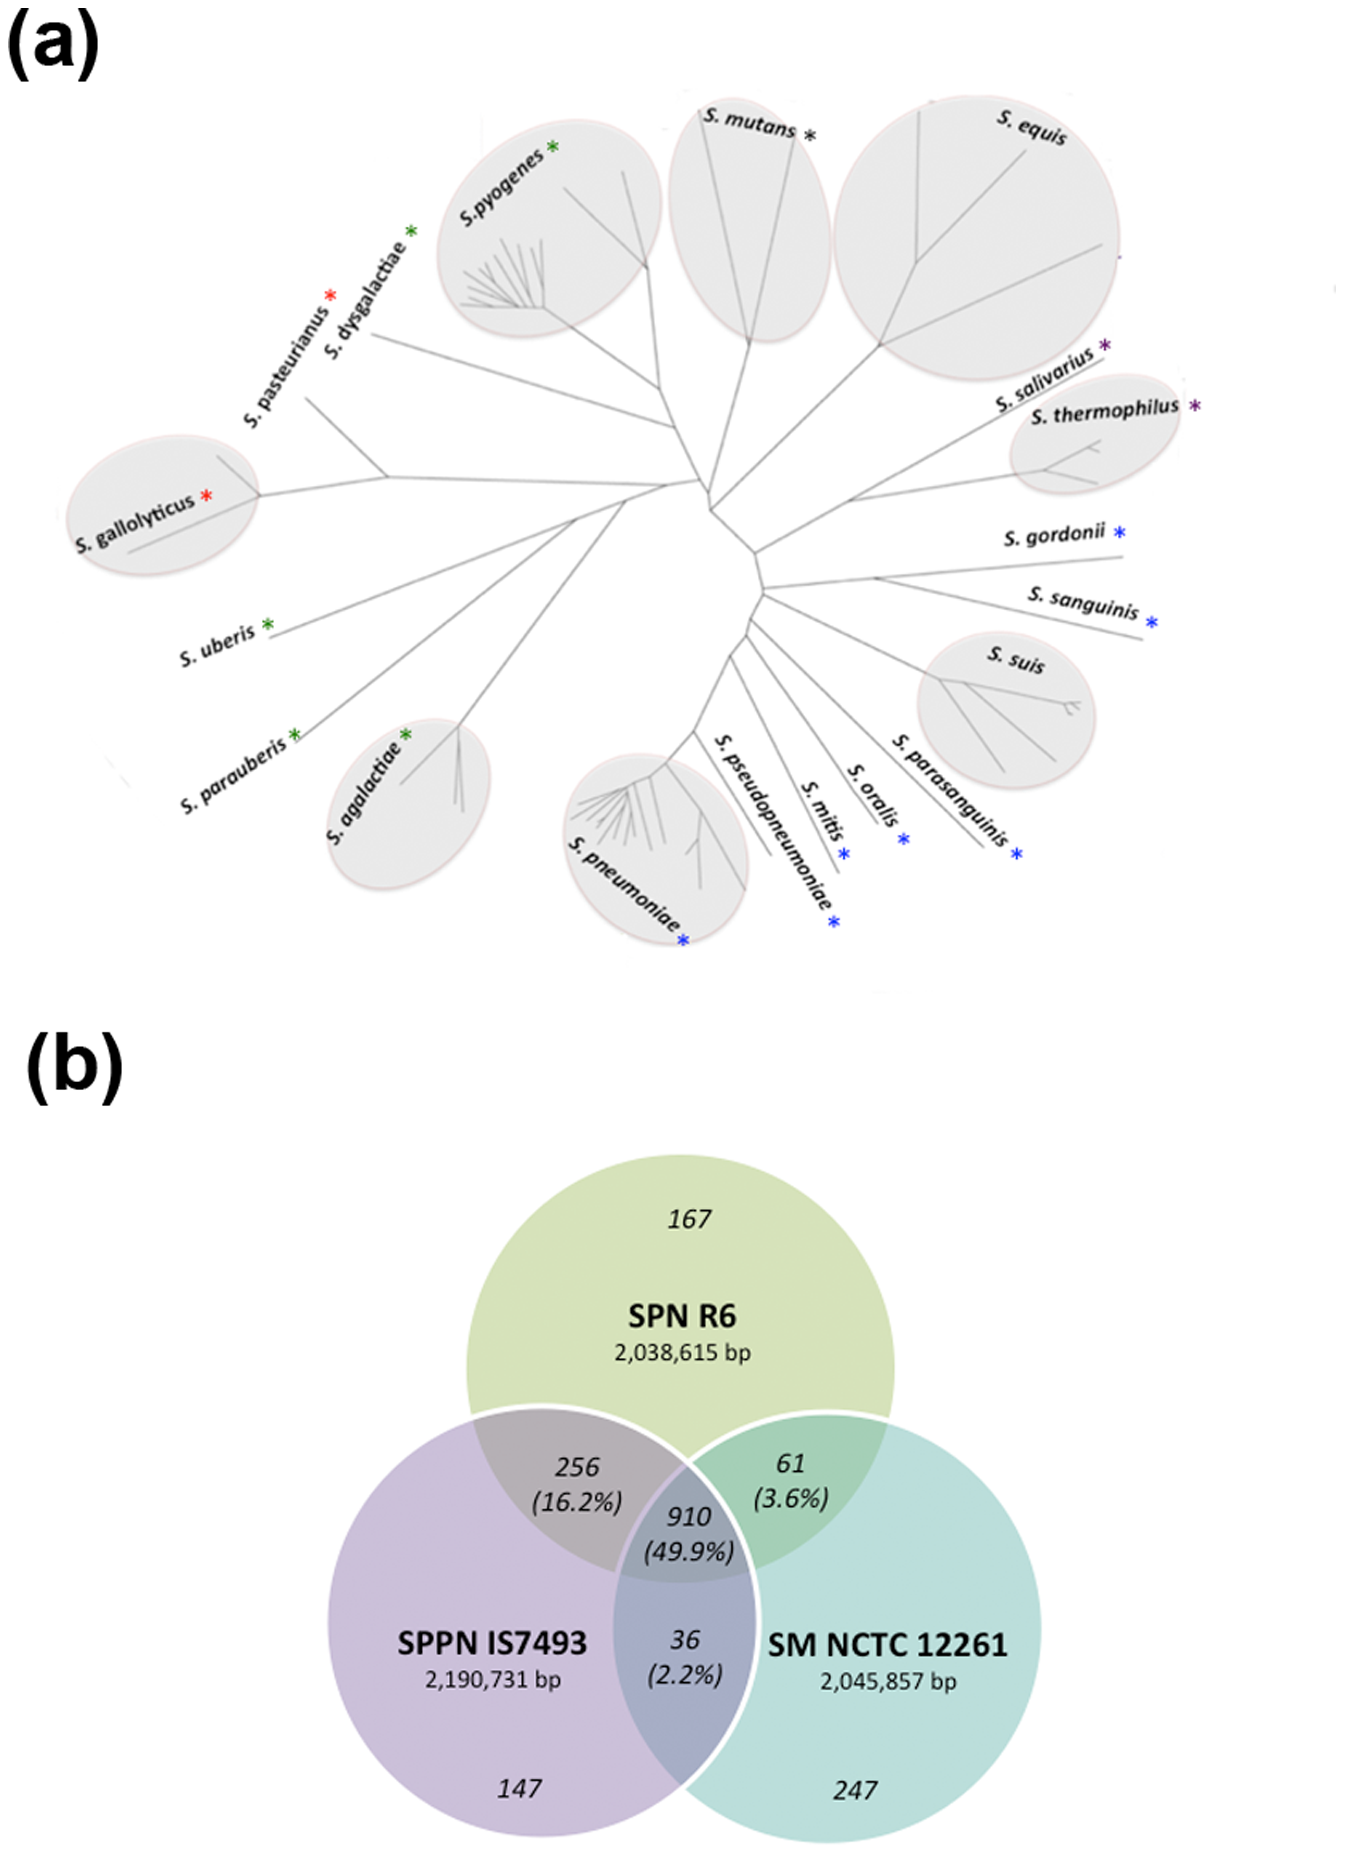 (a)
S. mutans *
S. equis
S.pyogenes *
S. dysgalactiae *
S. pasteurianus *
S. salivarius *
S. thermophilus *
S. gallolyticus *
S. gordonii *
S. sanguinis *
S. uberis *
S. suis
S. parauberis *
S. agalactiae *
S. pneumoniae *
S. pseudopneumoniae *
S. mitis *
S. oralis *
S. parasanguinis *
(b)
167
SPN R6
2,038,615 bp
256
(16.2%)
61
(3.6%)
910
(49.9%)
SPPN IS7493
2,190,731 bp
36
(2.2%)
SM NCTC 12261
2,045,857 bp
147
247